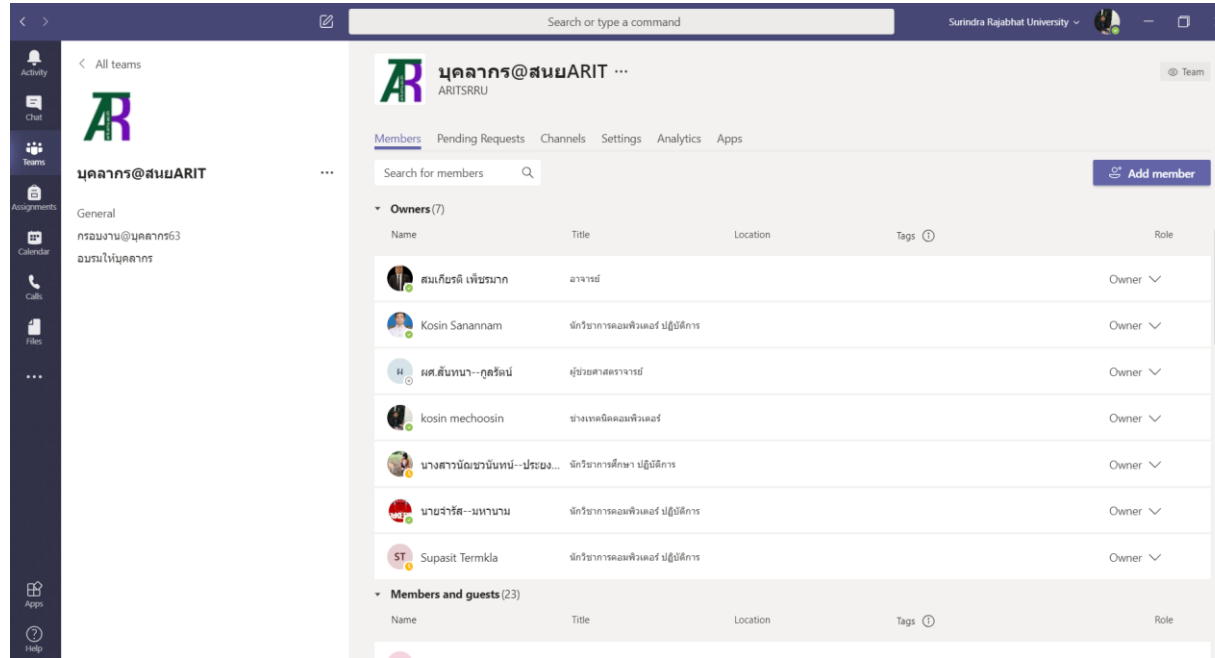 Search or type a command
Surindra Rajabhat University
Activity
Chat
Teams
Assignments
Calendar
Calls
Files
Apps
Help
All teams
บุคลากร@สนยARIT
General
กรอบงาน@บุคลากร63
อบรมให้บุคลากร
บุคลากร@สนยARIT ...
ARITSRRU
Team
Members Pending Requests Channels Settings Analytics Apps
Search for members
Add member
Owners (7)
Name Title Location Tags Role
สมเกียรติ เพ็ชรมาก อาจารย์ Owner
Kosin Sanannam นักวิชาการคอมพิวเตอร์ ปฏิบัติการ Owner
ผ ผศ.สันทนา--กูลรัตน์ ผู้ช่วยศาสตราจารย์ Owner
kosin mechoosin ช่างเทคนิคคอมพิวเตอร์ Owner
นางสาวนัฌชานันทน์--ประยง... นักวิชาการศึกษา ปฏิบัติการ Owner
นายจำรัส--มหานาม นักวิชาการคอมพิวเตอร์ ปฏิบัติการ Owner
ST Supasit Termkla นักวิชาการคอมพิวเตอร์ ปฏิบัติการ Owner
Members and guests (23)
Name Title Location Tags Role